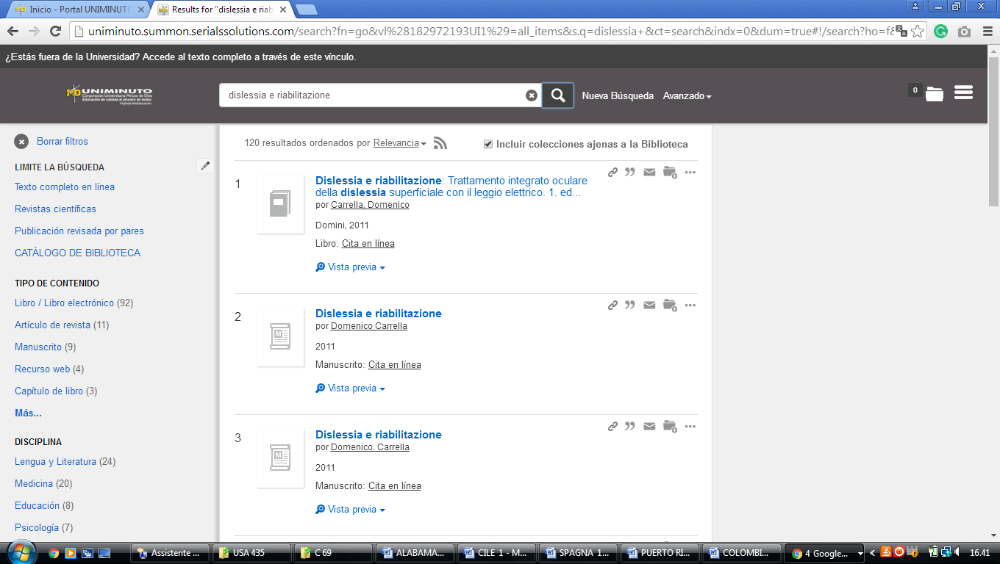 Inicio - Portal UNIMINUTO
Results for "dislessia e riab
uniminuto.summon.serialssolutions.com/search?fn=go&vl%28182972193UI1%29=all_items&s.q=dislessia+&ct=search&indx=0&dum=true#!/search?ho=f&
¿Estás fuera de la Universidad? Accede al texto completo a través de este vínculo.
UNIMINUTO
Corporación Universitaria Minuto de Dios
Educación de calidad al alcance de todos
Vigilada MinEducación
dislessia e riabilitazione
Nueva Búsqueda
Avanzado
0
Borrar filtros
LIMITE LA BÚSQUEDA
Texto completo en línea
Revistas científicas
Publicación revisada por pares
CATÁLOGO DE BIBLIOTECA
TIPO DE CONTENIDO
Libro / Libro electrónico (92)
Artículo de revista (11)
Manuscrito (9)
Recurso web (4)
Capítulo de libro (3)
Más...
DISCIPLINA
Lengua y Literatura (24)
Medicina (20)
Educación (8)
Psicología (7)
120 resultados ordenados por Relevancia
Incluir colecciones ajenas a la Biblioteca
1
Dislessia e riabilitazione: Trattamento integrato oculare
della dislessia superficiale con il leggio elettrico. 1. ed...
por Carrella, Domenico
Domini, 2011
Libro: Cita en línea
Vista previa
2
Dislessia e riabilitazione
por Domenico Carrella
2011
Manuscrito: Cita en línea
Vista previa
3
Dislessia e riabilitazione
por Domenico. Carrella
2011
Manuscrito: Cita en línea
Vista previa
Assistente ...
USA 435
C 69
ALABAMA...
CILE 1 - M...
SPAGNA 1...
PUERTO RI...
COLOMBI...
4 Google...
16.41